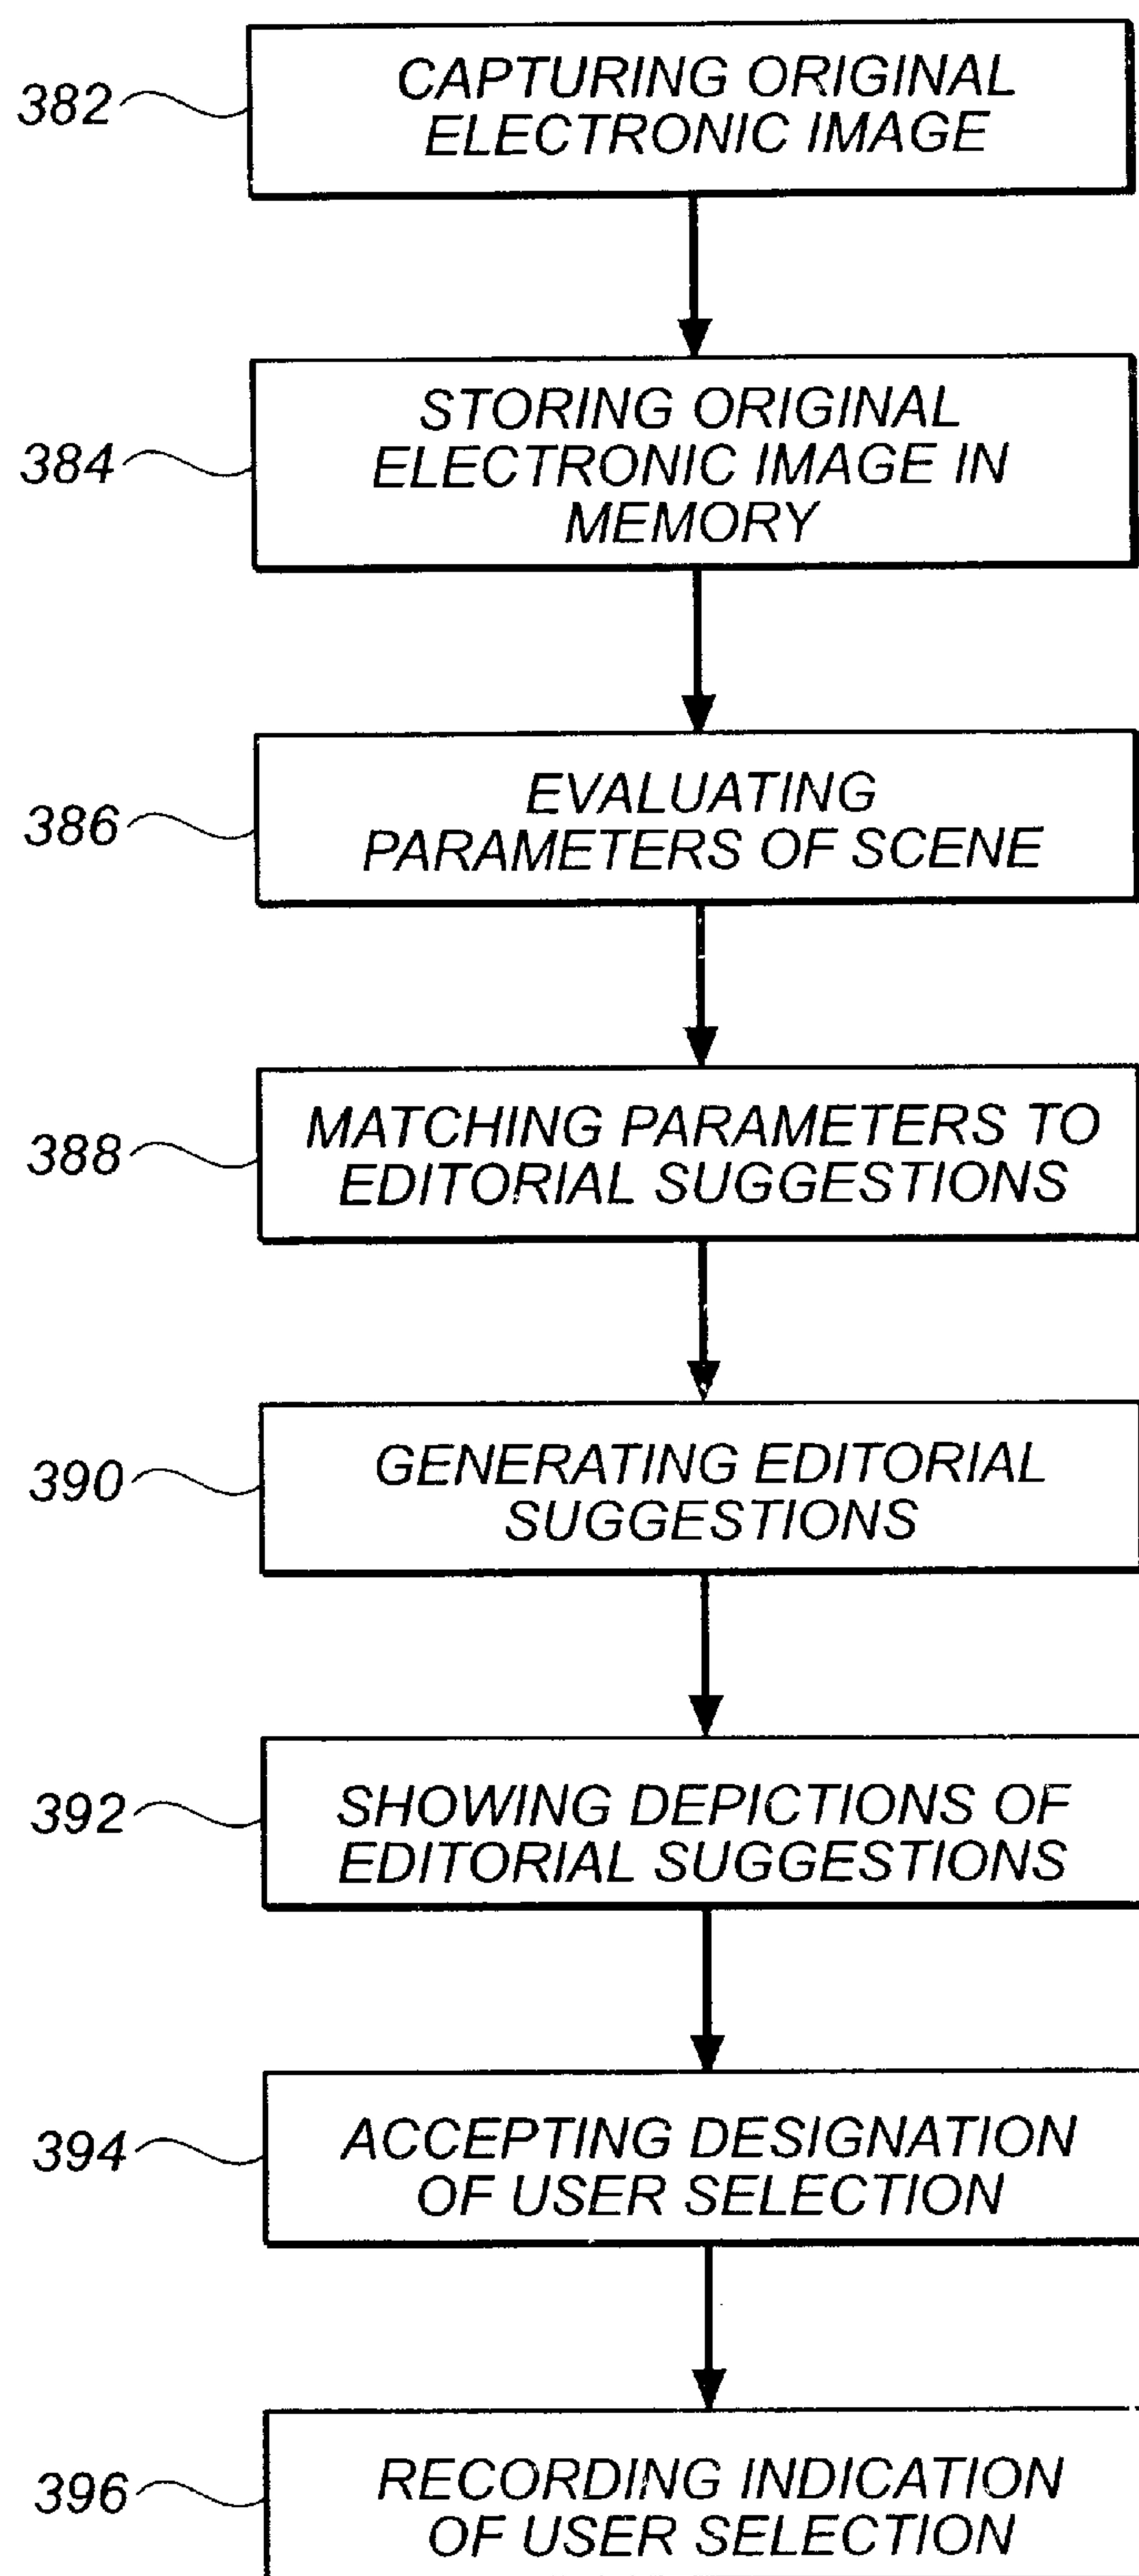 382
CAPTURING ORIGINAL
ELECTRONIC IMAGE
384
STORING ORIGINAL
ELECTRONIC IMAGE IN
MEMORY
386
EVALUATING
PARAMETERS OF SCENE
388
MATCHING PARAMETERS TO
EDITORIAL SUGGESTIONS
390
GENERATING EDITORIAL
SUGGESTIONS
392
SHOWING DEPICTIONS OF
EDITORIAL SUGGESTIONS
394
ACCEPTING DESIGNATION
OF USER SELECTION
396
RECORDING INDICATION
OF USER SELECTION